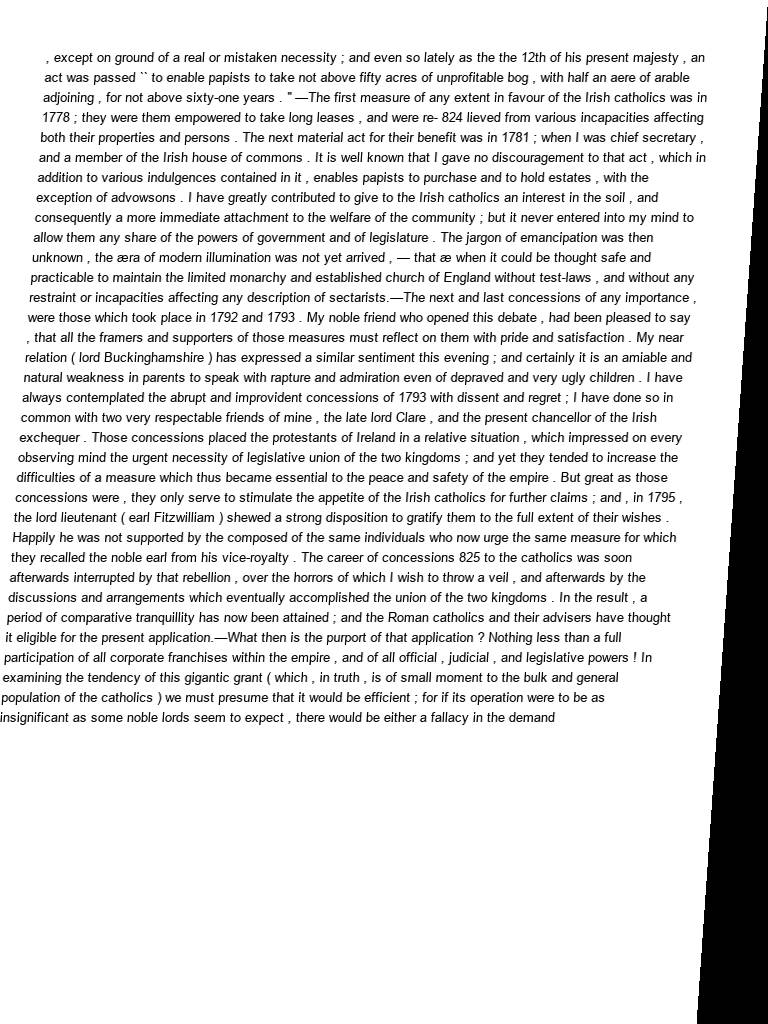 , except on ground of a real or mistaken necessity ; and even so lately as the the 12th of his present majesty , an
act was passed `` to enable papists to take not above fifty acres of unprofitable bog , with half an aere of arable
adjoining , for not above sixty-one years . " —The first measure of any extent in favour of the Irish catholics was in
1778 ; they were them empowered to take long leases , and were re- 824 lieved from various incapacities affecting
both their properties and persons . The next material act for their benefit was in 1781 ; when I was chief secretary ,
and a member of the Irish house of commons . It is well known that I gave no discouragement to that act , which in
addition to various indulgences contained in it , enables papists to purchase and to hold estates , with the
exception of advowsons . I have greatly contributed to give to the Irish catholics an interest in the soil , and
consequently a more immediate attachment to the welfare of the community ; but it never entered into my mind to
allow them any share of the powers of government and of legislature . The jargon of emancipation was then
unknown , the æra of modern illumination was not yet arrived , — that æ when it could be thought safe and
practicable to maintain the limited monarchy and established church of England without test-laws , and without any
restraint or incapacities affecting any description of sectarists.—The next and last concessions of any importance ,
were those which took place in 1792 and 1793 . My noble friend who opened this debate , had been pleased to say
, that all the framers and supporters of those measures must reflect on them with pride and satisfaction . My near
relation ( lord Buckinghamshire ) has expressed a similar sentiment this evening ; and certainly it is an amiable and
natural weakness in parents to speak with rapture and admiration even of depraved and very ugly children . I have
always contemplated the abrupt and improvident concessions of 1793 with dissent and regret ; I have done so in
common with two very respectable friends of mine , the late lord Clare , and the present chancellor of the Irish
exchequer . Those concessions placed the protestants of Ireland in a relative situation , which impressed on every
observing mind the urgent necessity of legislative union of the two kingdoms ; and yet they tended to increase the
difficulties of a measure which thus became essential to the peace and safety of the empire . But great as those
concessions were , they only serve to stimulate the appetite of the Irish catholics for further claims ; and , in 1795 ,
the lord lieutenant ( earl Fitzwilliam ) shewed a strong disposition to gratify them to the full extent of their wishes .
Happily he was not supported by the composed of the same individuals who now urge the same measure for which
they recalled the noble earl from his vice-royalty . The career of concessions 825 to the catholics was soon
afterwards interrupted by that rebellion , over the horrors of which I wish to throw a veil , and afterwards by the
discussions and arrangements which eventually accomplished the union of the two kingdoms . In the result , a
period of comparative tranquillity has now been attained ; and the Roman catholics and their advisers have thought
it eligible for the present application.—What then is the purport of that application ? Nothing less than a full
participation of all corporate franchises within the empire , and of all official , judicial , and legislative powers ! In
examining the tendency of this gigantic grant ( which , in truth , is of small moment to the bulk and general
population of the catholics ) we must presume that it would be efficient ; for if its operation were to be as
insignificant as some noble lords seem to expect , there would be either a fallacy in the demand